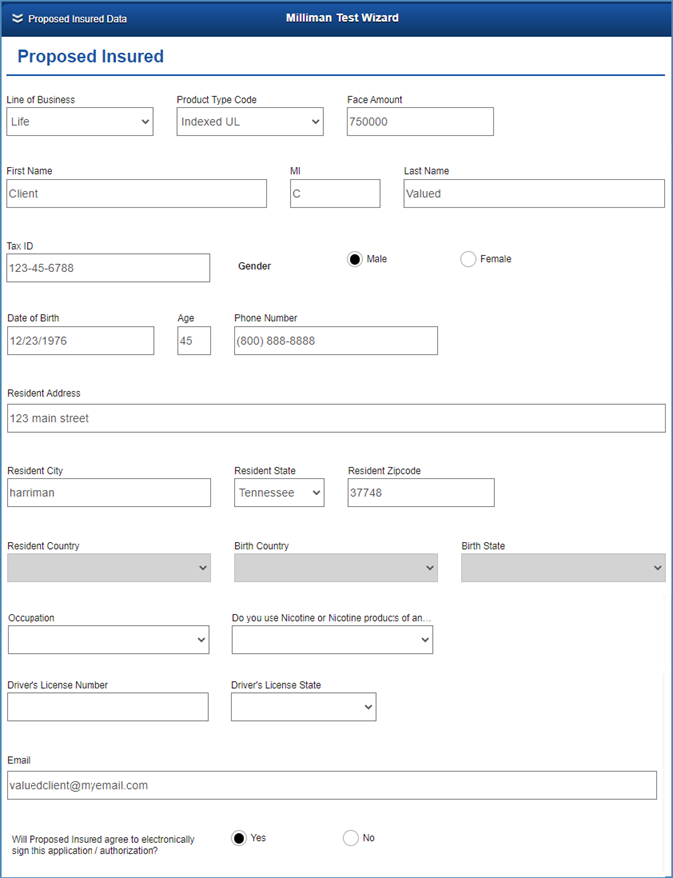 Proposed Insured Data
Milliman Test Wizard
Proposed Insured
Line of Business Product Type Code Face Amount
Life Indexed UL 750000
First Name MI Last Name
Client C Valued
Tax ID
123-45-6788 Gender Male Female
Date of Birth Age Phone Number
12/23/1976 45 (800) 888-8888
Resident Address
123 main street
Resident City Resident State Resident Zipcode
harriman Tennessee 37748
Resident Country Birth Country Birth State
Occupation Do you use Nicotine or Nicotine products of an...
Driver's License Number Driver's License State
Email
valuedclient@myemail.com
Will Proposed Insured agree to electronically Yes No
sign this application / authorization?